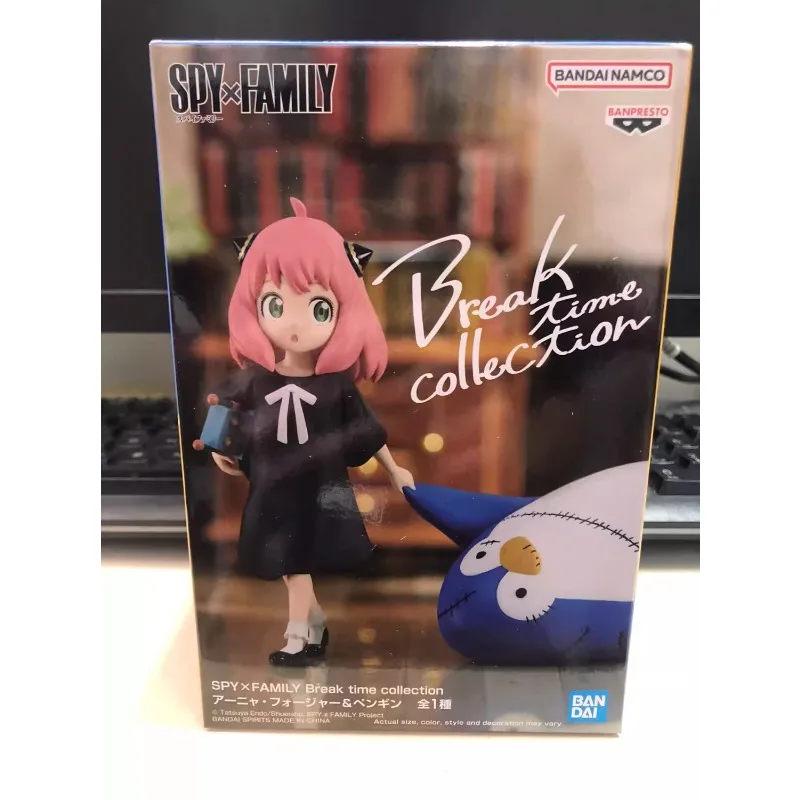 SPY×FAMILY
スパイファミリー
BANDAI NAMCO
BANPRESTO
Break
time
collection
SPY×FAMILY Break time collection
アーニャ・フォージャー&ペンギン 全1種
© Tatsuya Endo/Shueisha, SPY x FAMILY Project
BANDAI SPIRITS MADE IN CHINA
Actual size, color, style and decoration may vary.
BAN
DAI